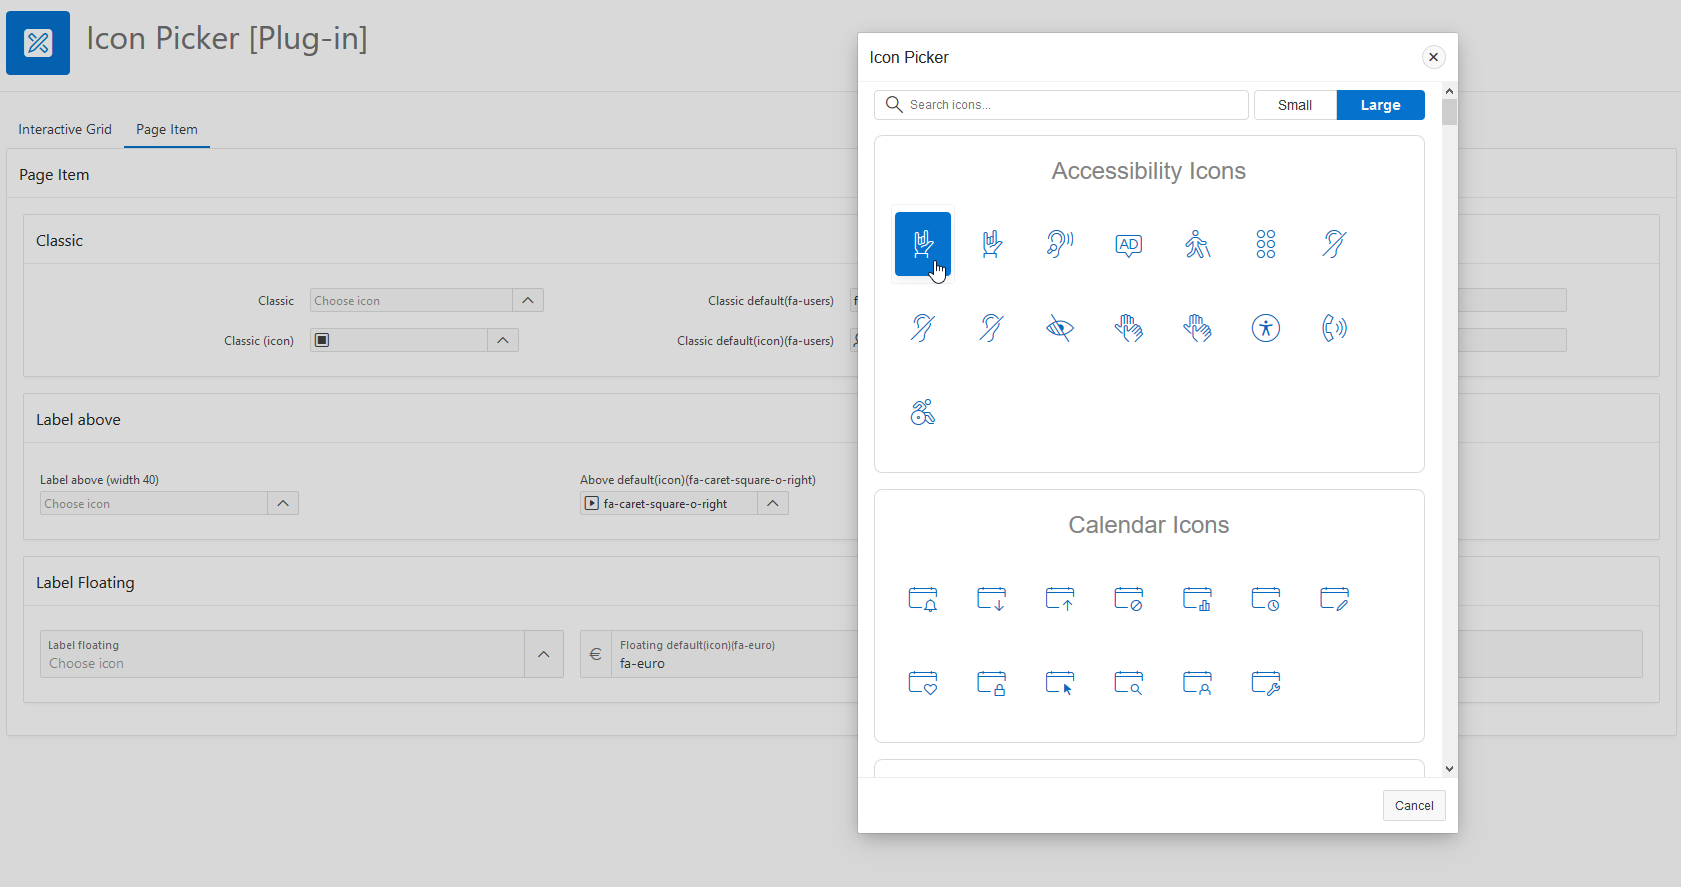 Icon Picker [Plug-in]
Interactive Grid Page Item
Page Item
Classic
Classic Choose icon Classic default(fa-users)
Classic (icon) Classic default(icon)(fa-users)
Label above
Label above (width 40) Above default(icon)(fa-caret-square-o-right)
Choose icon fa-caret-square-o-right
Label Floating
Label floating Floating default(icon)(fa-euro)
Choose icon € fa-euro
Icon Picker
Search icons... Small Large
Accessibility Icons
AD
Calendar Icons
Cancel